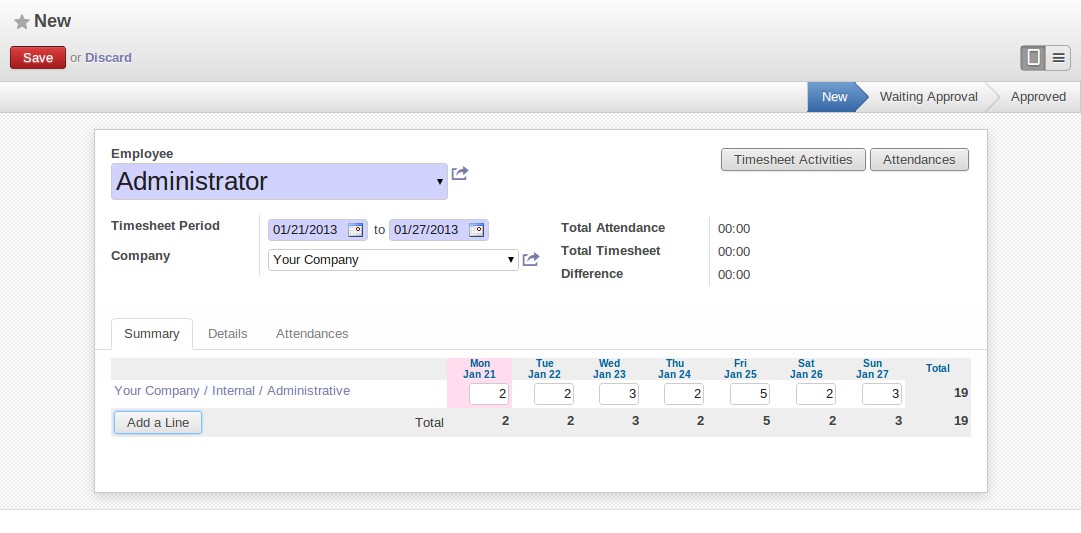 New
Save or Discard
New Waiting Approval Approved
Employee
Administrator
Timesheet Activities Attendances
Timesheet Period 01/21/2013 to 01/27/2013
Company Your Company
Total Attendance 00:00
Total Timesheet 00:00
Difference 00:00
Summary Details Attendances
Mon Tue Wed Thu Fri Sat Sun Total
Jan 21 Jan 22 Jan 23 Jan 24 Jan 25 Jan 26 Jan 27
Your Company / Internal / Administrative 2 2 3 2 5 2 3 19
Add a Line Total 2 2 3 2 5 2 3 19